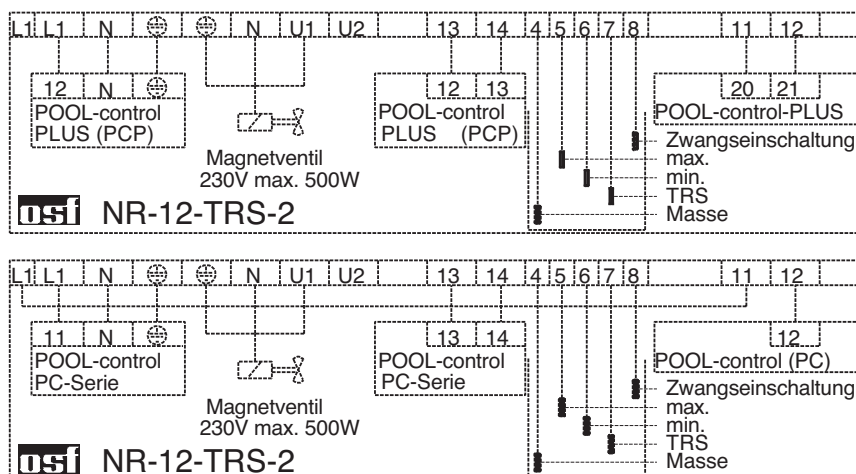 L1 L1 N N U1 U2 13 14 4 5 6 7 8 11 12
12 N 12 13 20 21
POOL-control PLUS (PCP)
POOL-control PLUS (PCP)
POOL-control-PLUS
Magnetventil
230V max. 500W
Zwangseinschaltung
max.
min.
TRS
Masse
osf NR-12-TRS-2
L1 L1 N N U1 U2 13 14 4 5 6 7 8 11 12
11 N 13 14 12
POOL-control PC-Serie
POOL-control PC-Serie
POOL-control (PC)
Magnetventil
230V max. 500W
Zwangseinschaltung
max.
min.
TRS
Masse
osf NR-12-TRS-2